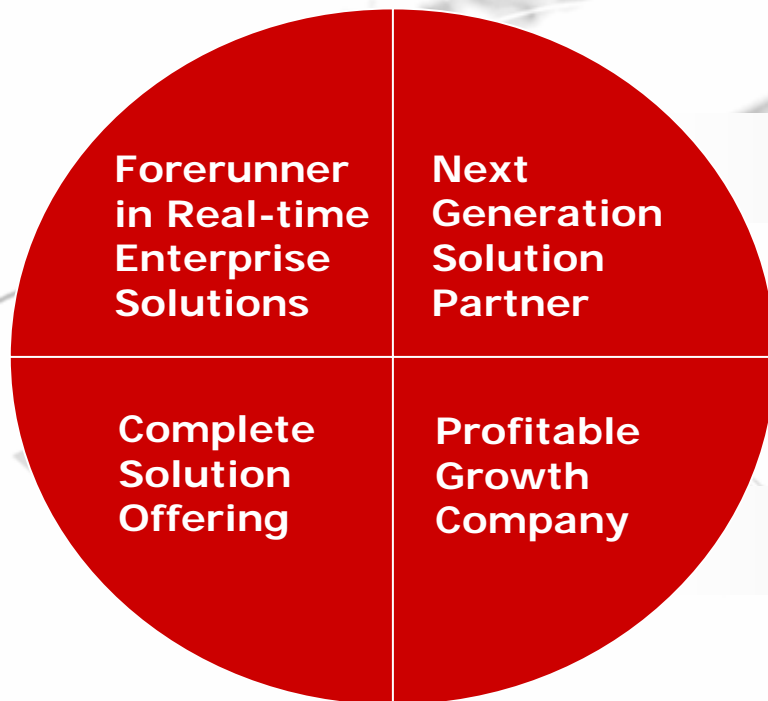 Forerunner
in Real-time
Enterprise
Solutions
Next
Generation
Solution
Partner
Complete
Solution
Offering
Profitable
Growth
Company